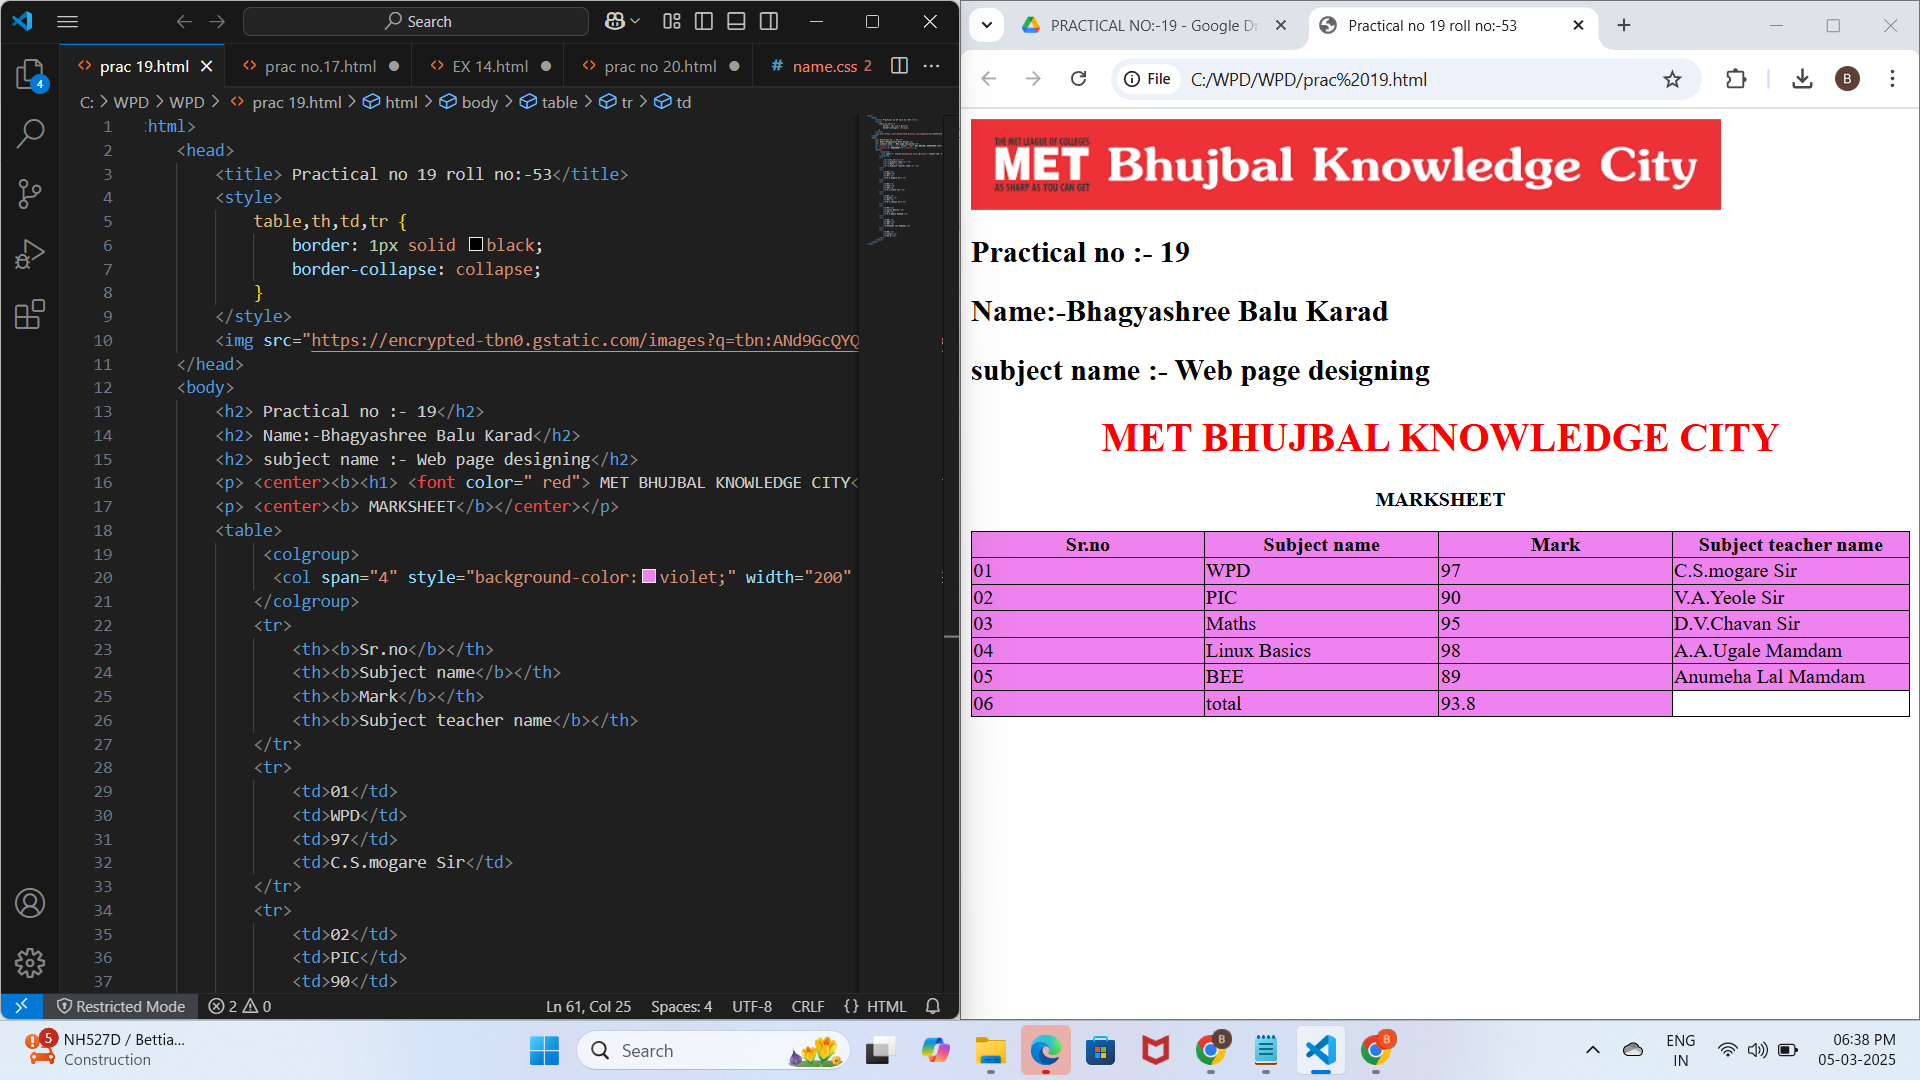 Search
prac 19.html
prac no.17.html
EX 14.html
prac no 20.html
# name.css 2
C: > WPD > WPD > prac 19.html > html > body > table > tr > td
1 html>
2 <head>
3 <title> Practical no 19 roll no:-53</title>
4 <style>
5 table,th,td,tr {
6 border: 1px solid black;
7 border-collapse: collapse;
8 }
9 </style>
10 <img src="https://encrypted-tbn0.gstatic.com/images?q=tbn:ANd9GcQYQ
11 </head>
12 <body>
13 <h2> Practical no :- 19</h2>
14 <h2> Name:-Bhagyashree Balu Karad</h2>
15 <h2> subject name :- Web page designing</h2>
16 <p> <center><b><h1> <font color=" red"> MET BHUJBAL KNOWLEDGE CITY<
17 <p> <center><b> MARKSHEET</b></center></p>
18 <table>
19 <colgroup>
20 <col span="4" style="background-color: violet;" width="200"
21 </colgroup>
22 <tr>
23 <th><b>Sr.no</b></th>
24 <th><b>Subject name</b></th>
25 <th><b>Mark</b></th>
26 <th><b>Subject teacher name</b></th>
27 </tr>
28 <tr>
29 <td>01</td>
30 <td>WPD</td>
31 <td>97</td>
32 <td>C.S.mogare Sir</td>
33 </tr>
34 <tr>
35 <td>02</td>
36 <td>PIC</td>
37 <td>90</td>
4
Restricted Mode 2 0 Ln 61, Col 25 Spaces: 4 UTF-8 CRLF {} HTML
PRACTICAL NO:-19 - Google Dr
Practical no 19 roll no:-53
File C:/WPD/WPD/prac%2019.html
B
THE MET LEAGUE OF COLLEGES
MET Bhujbal Knowledge City
AS SHARP AS YOU CAN GET
Practical no :- 19
Name:-Bhagyashree Balu Karad
subject name :- Web page designing
MET BHUJBAL KNOWLEDGE CITY
MARKSHEET
Sr.no Subject name Mark Subject teacher name
01 WPD 97 C.S.mogare Sir
02 PIC 90 V.A.Yeole Sir
03 Maths 95 D.V.Chavan Sir
04 Linux Basics 98 A.A.Ugale Mamdam
05 BEE 89 Anumeha Lal Mamdam
06 total 93.8
5
NH527D / Bettia...
Construction
Search
B
B
ENG
IN
06:38 PM
05-03-2025